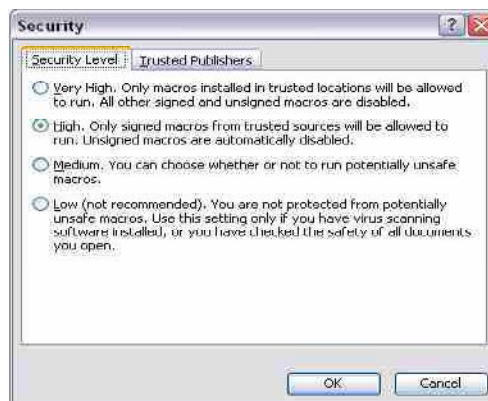 Security
?
X
Security Level
Trusted Publishers
Very High. Only macros installed in trusted locations will be allowed
to run. All other signed and unsigned macros are disabled.
High. Only signed macros from trusted sources will be allowed to
run. Unsigned macros are automatically disabled.
Medium. You can choose whether or not to run potentially unsafe
macros.
Low (not recommended). You are not protected from potentially
unsafe macros. Use this setting only if you have virus scanning
software installed, or you have checked the safety of all documents
you open.
OK
Cancel